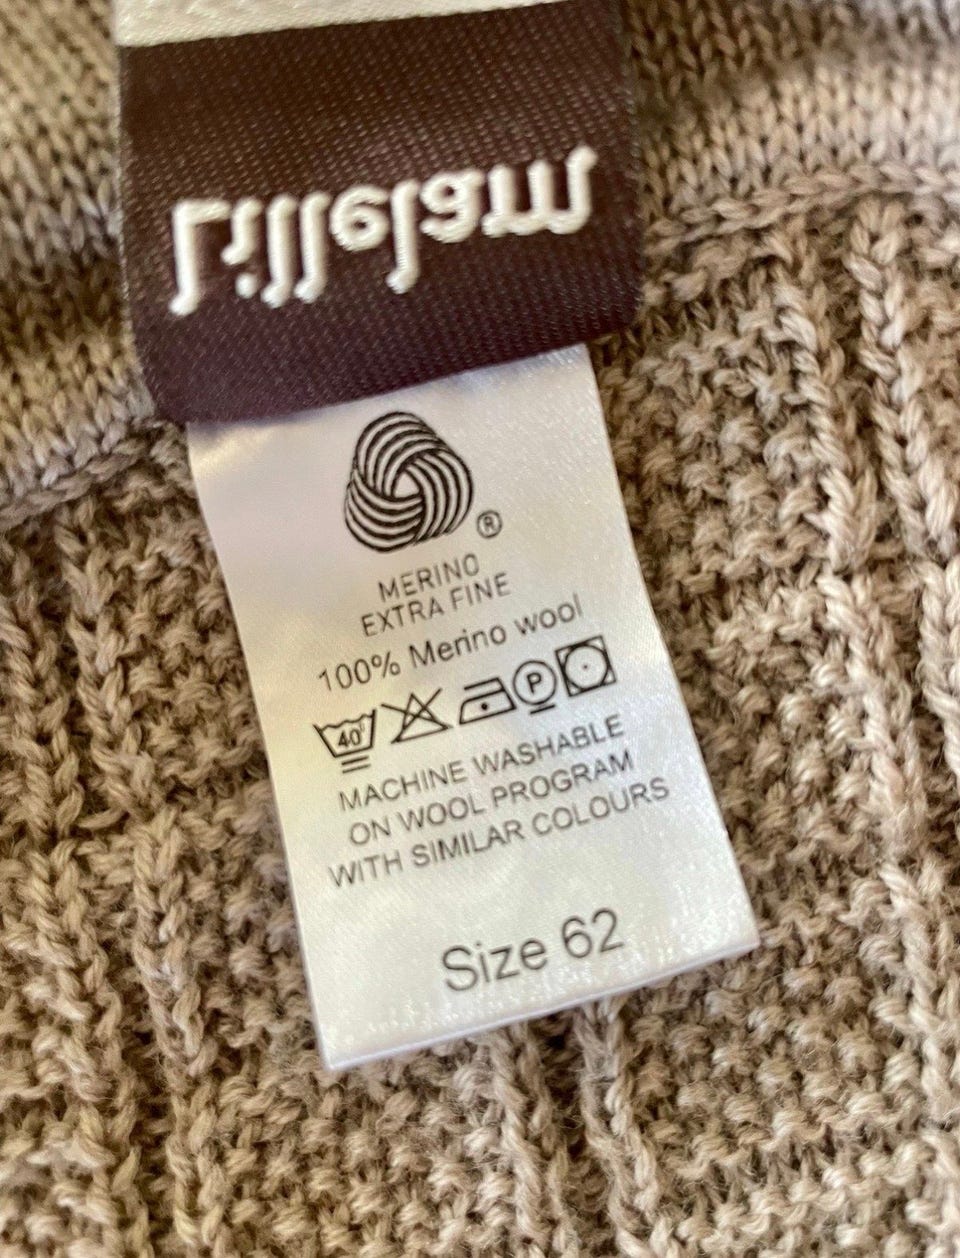 Lillelam
®
MERINO
EXTRA FINE
100% Merino wool
40° P
MACHINE WASHABLE
ON WOOL PROGRAM
WITH SIMILAR COLOURS
Size 62